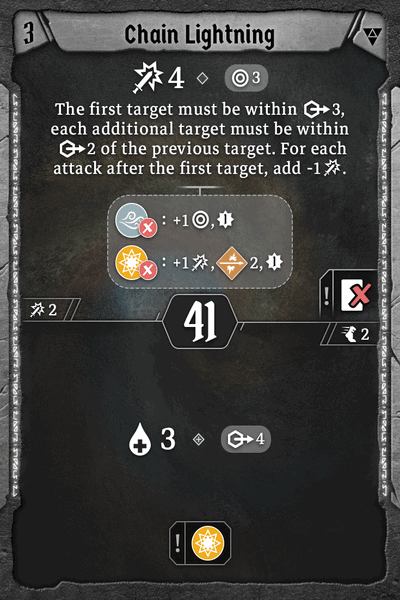 3 Chain Lightning
4 3
The first target must be within 3,
each additional target must be within
2 of the previous target. For each
attack after the first target, add -1 .
: +1 ,
: +1 , 2,
!
2 41
2
3 4
!